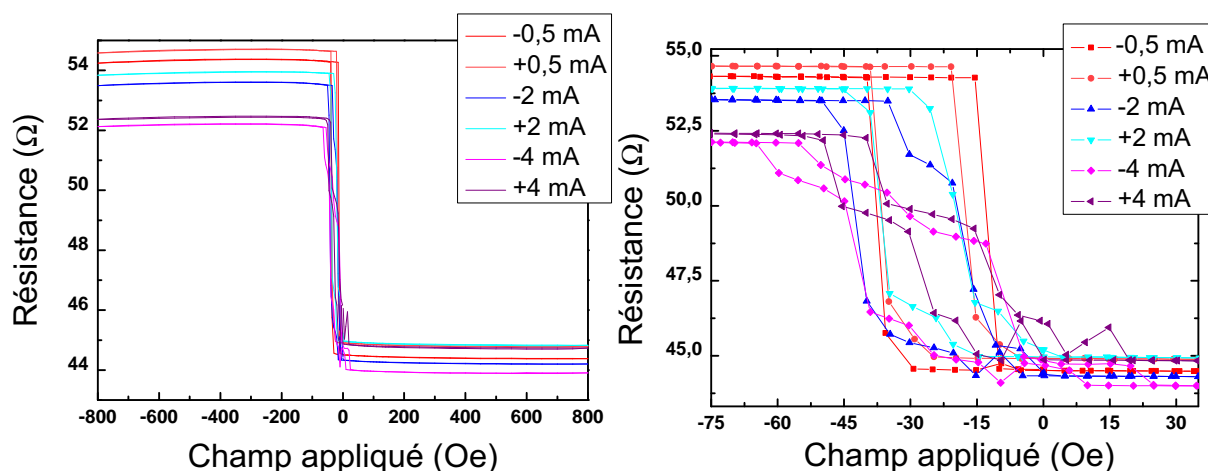 -0,5 mA
+0,5 mA
-2 mA
+2 mA
-4 mA
+4 mA
54
52
50
48
46
44
-800 -600 -400 -200 0 200 400 600 800
Résistance (Ω)
Champ appliqué (Oe)
-0,5 mA
+0,5 mA
-2 mA
+2 mA
-4 mA
+4 mA
55,0
52,5
50,0
47,5
45,0
-75 -60 -45 -30 -15 0 15 30
Résistance (Ω)
Champ appliqué (Oe)